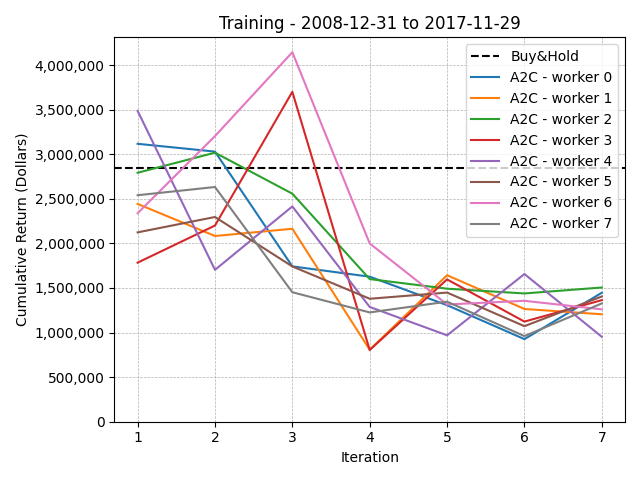 Training - 2008-12-31 to 2017-11-29
Cumulative Return (Dollars)
4,000,000
3,500,000
3,000,000
2,500,000
2,000,000
1,500,000
1,000,000
500,000
0
Buy&Hold
A2C - worker 0
A2C - worker 1
A2C - worker 2
A2C - worker 3
A2C - worker 4
A2C - worker 5
A2C - worker 6
A2C - worker 7
1 2 3 4 5 6 7
Iteration